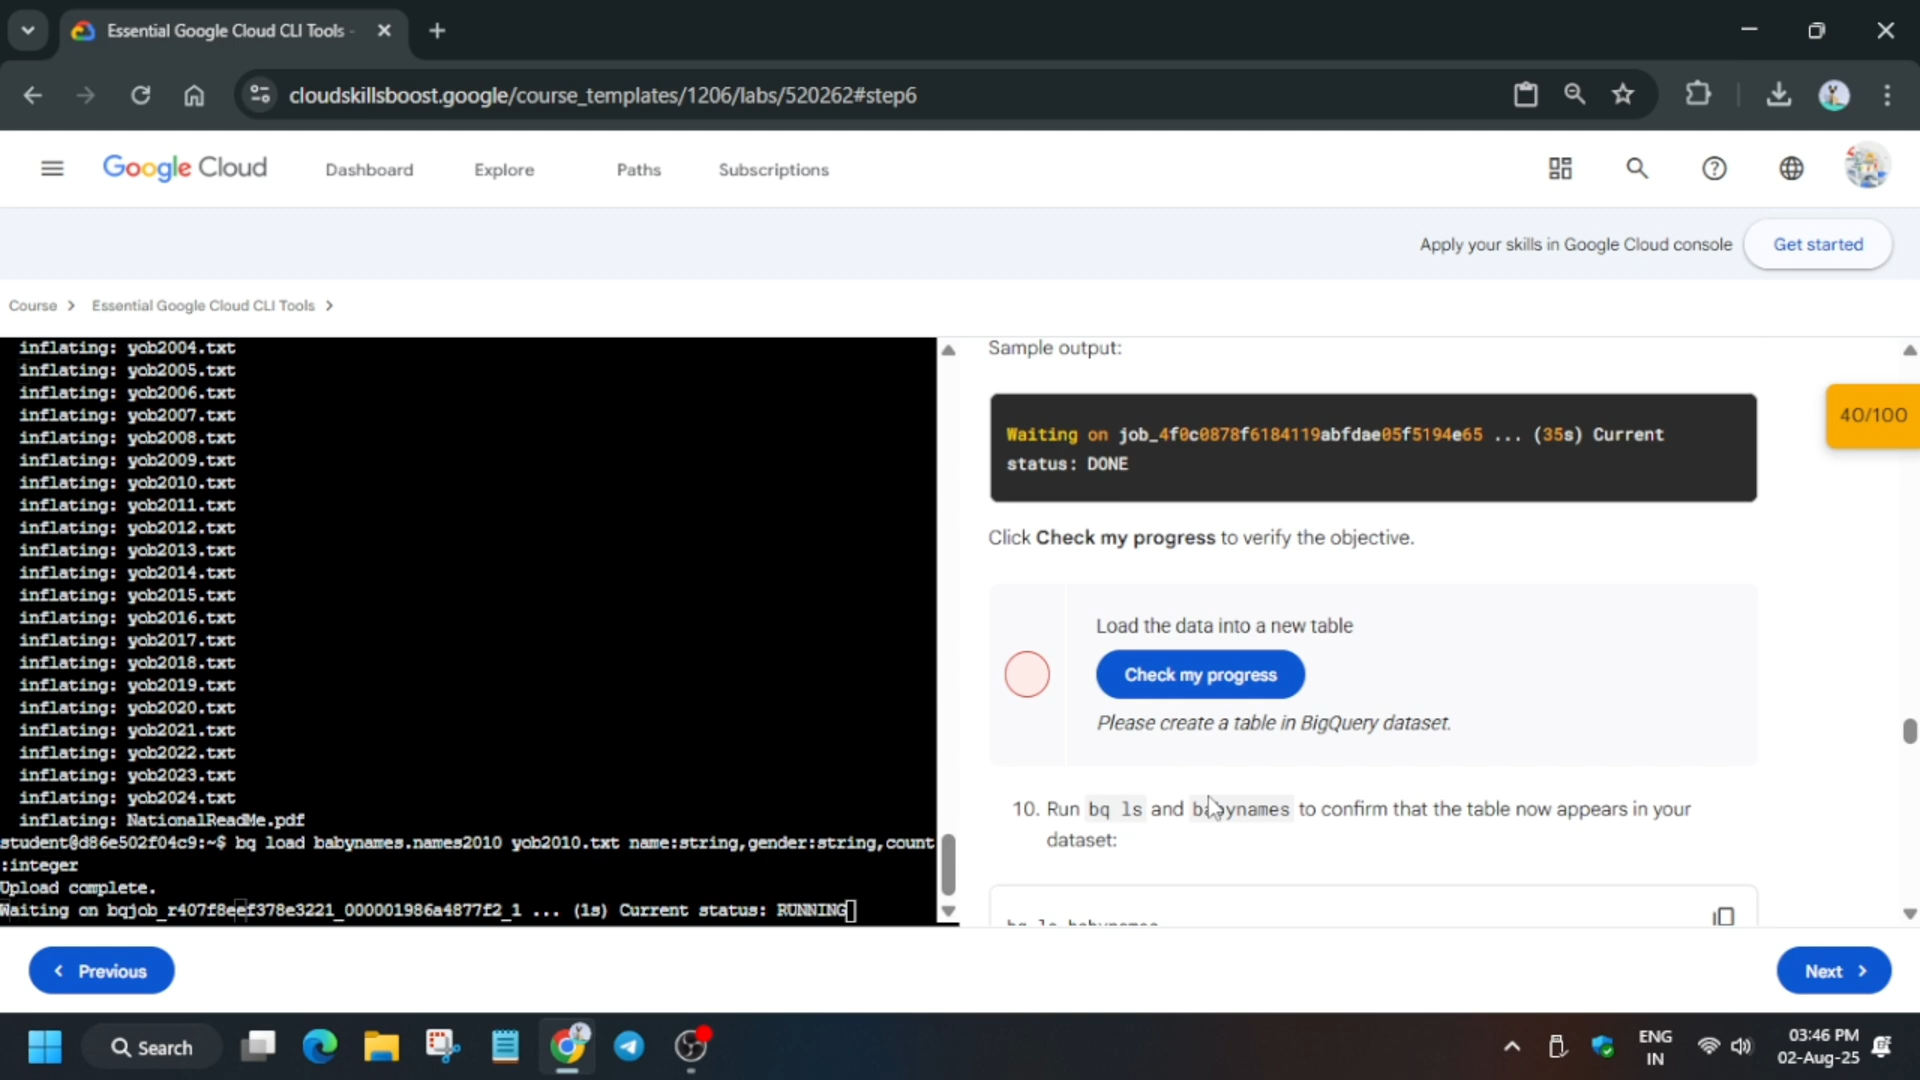 Essential Google Cloud CLI Tools -
cloudskillsboost.google/course_templates/1206/labs/520262#step6
Google Cloud
Dashboard
Explore
Paths
Subscriptions
Apply your skills in Google Cloud console
Get started
Course
Essential Google Cloud CLI Tools
inflating: yob2004.txt
inflating: yob2005.txt
inflating: yob2006.txt
inflating: yob2007.txt
inflating: yob2008.txt
inflating: yob2009.txt
inflating: yob2010.txt
inflating: yob2011.txt
inflating: yob2012.txt
inflating: yob2013.txt
inflating: yob2014.txt
inflating: yob2015.txt
inflating: yob2016.txt
inflating: yob2017.txt
inflating: yob2018.txt
inflating: yob2019.txt
inflating: yob2020.txt
inflating: yob2021.txt
inflating: yob2022.txt
inflating: yob2023.txt
inflating: yob2024.txt
inflating: NationalReadMe.pdf
student@d86e502f04c9:~$ bq load babynames.names2010 yob2010.txt name:string,gender:string,count
:integer
Upload complete.
Waiting on bqjob_r407f8eef378e3221_000001986a4877f2_1 ... (1s) Current status: RUNNING
Sample output:
Waiting on job_4f0c0878f6184119abfdae05f5194e65 ... (35s) Current
status: DONE
Click Check my progress to verify the objective.
Load the data into a new table
Check my progress
Please create a table in BigQuery dataset.
10. Run bq ls and babynames to confirm that the table now appears in your
dataset:
bq ls babynames
40/100
Previous
Next
Search
ENG
IN
03:46 PM
02-Aug-25